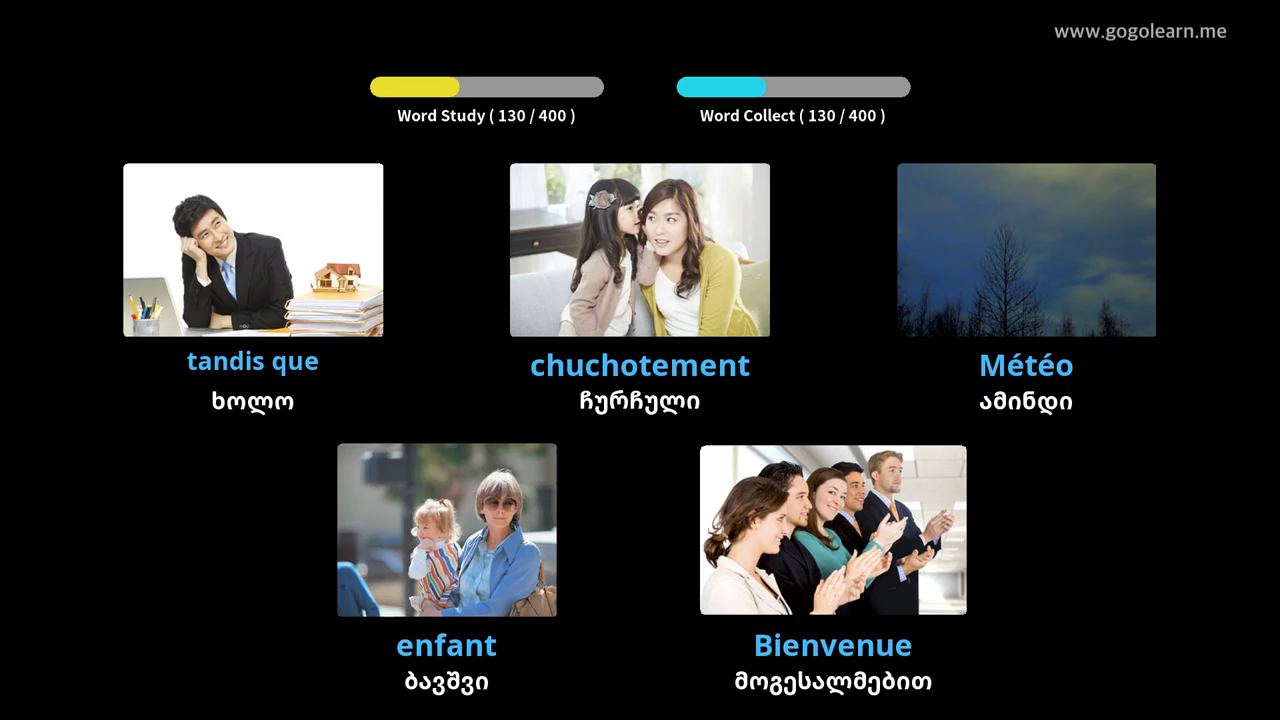 www.gogolearn.me
Word Study ( 130 / 400 )
Word Collect ( 130 / 400 )
tandis que
ხოლო
chuchotement
ჩურჩული
Météo
ამინდი
enfant
ბავშვი
Bienvenue
მოგესალმებით